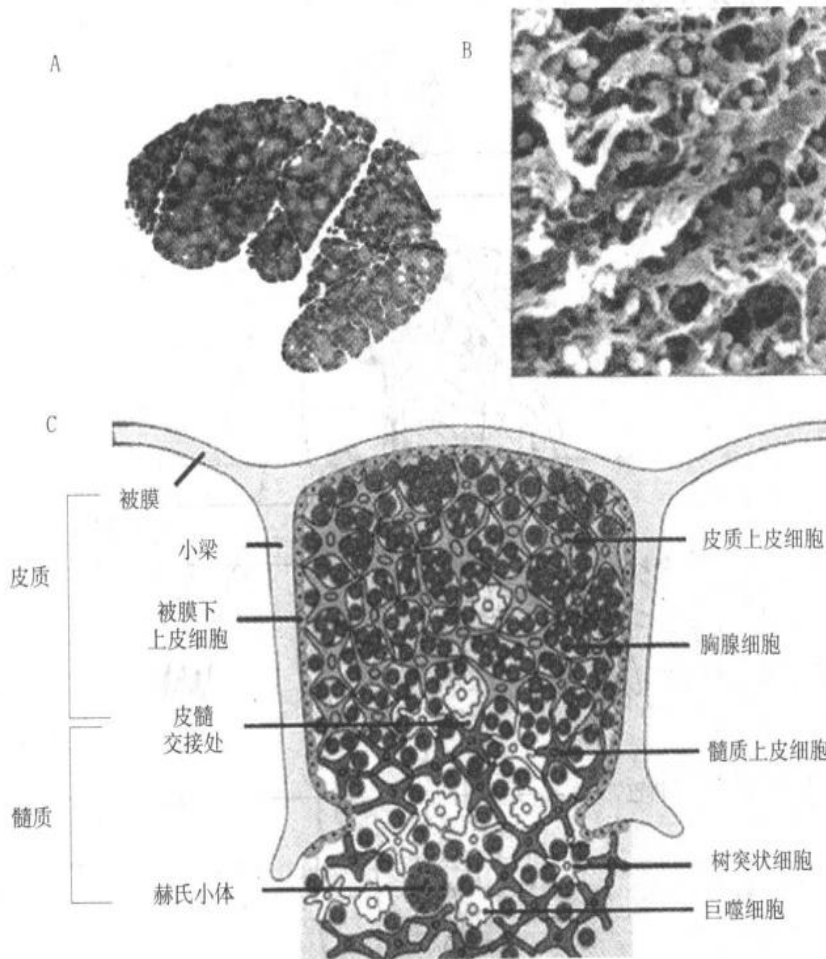 A
B
C
被膜
皮质
小梁
被膜下
上皮细胞
皮髓
交接处
髓质
赫氏小体
皮质上皮细胞
胸腺细胞
髓质上皮细胞
树突状细胞
巨噬细胞